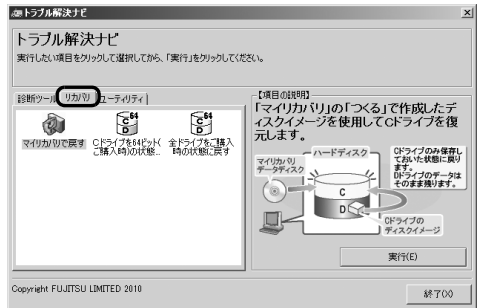 トラブル解決ナビ
トラブル解決ナビ
実行したい項目をクリックして選択してから、「実行」をクリックしてください。
診断ツール リカバリ ユーティリティ
マイリカバリで戻す
C 64 D
Cドライブを64ビット(ご購入時)の状態...
C 64 D
全ドライブをご購入時の状態に戻す
【項目の説明】
「マイリカバリ」の「つくる」で作成したデ
ィスクイメージを使用してCドライブを復
元します。
マイリカバリ
データディスク
ハードディスク
C
D
Cドライブのみ保存し
ておいた状態に戻り
ます。
Dドライブのデータは
そのまま残ります。
Cドライブの
ディスクイメージ
実行(E)
Copyright FUJITSU LIMITED 2010
終了(X)